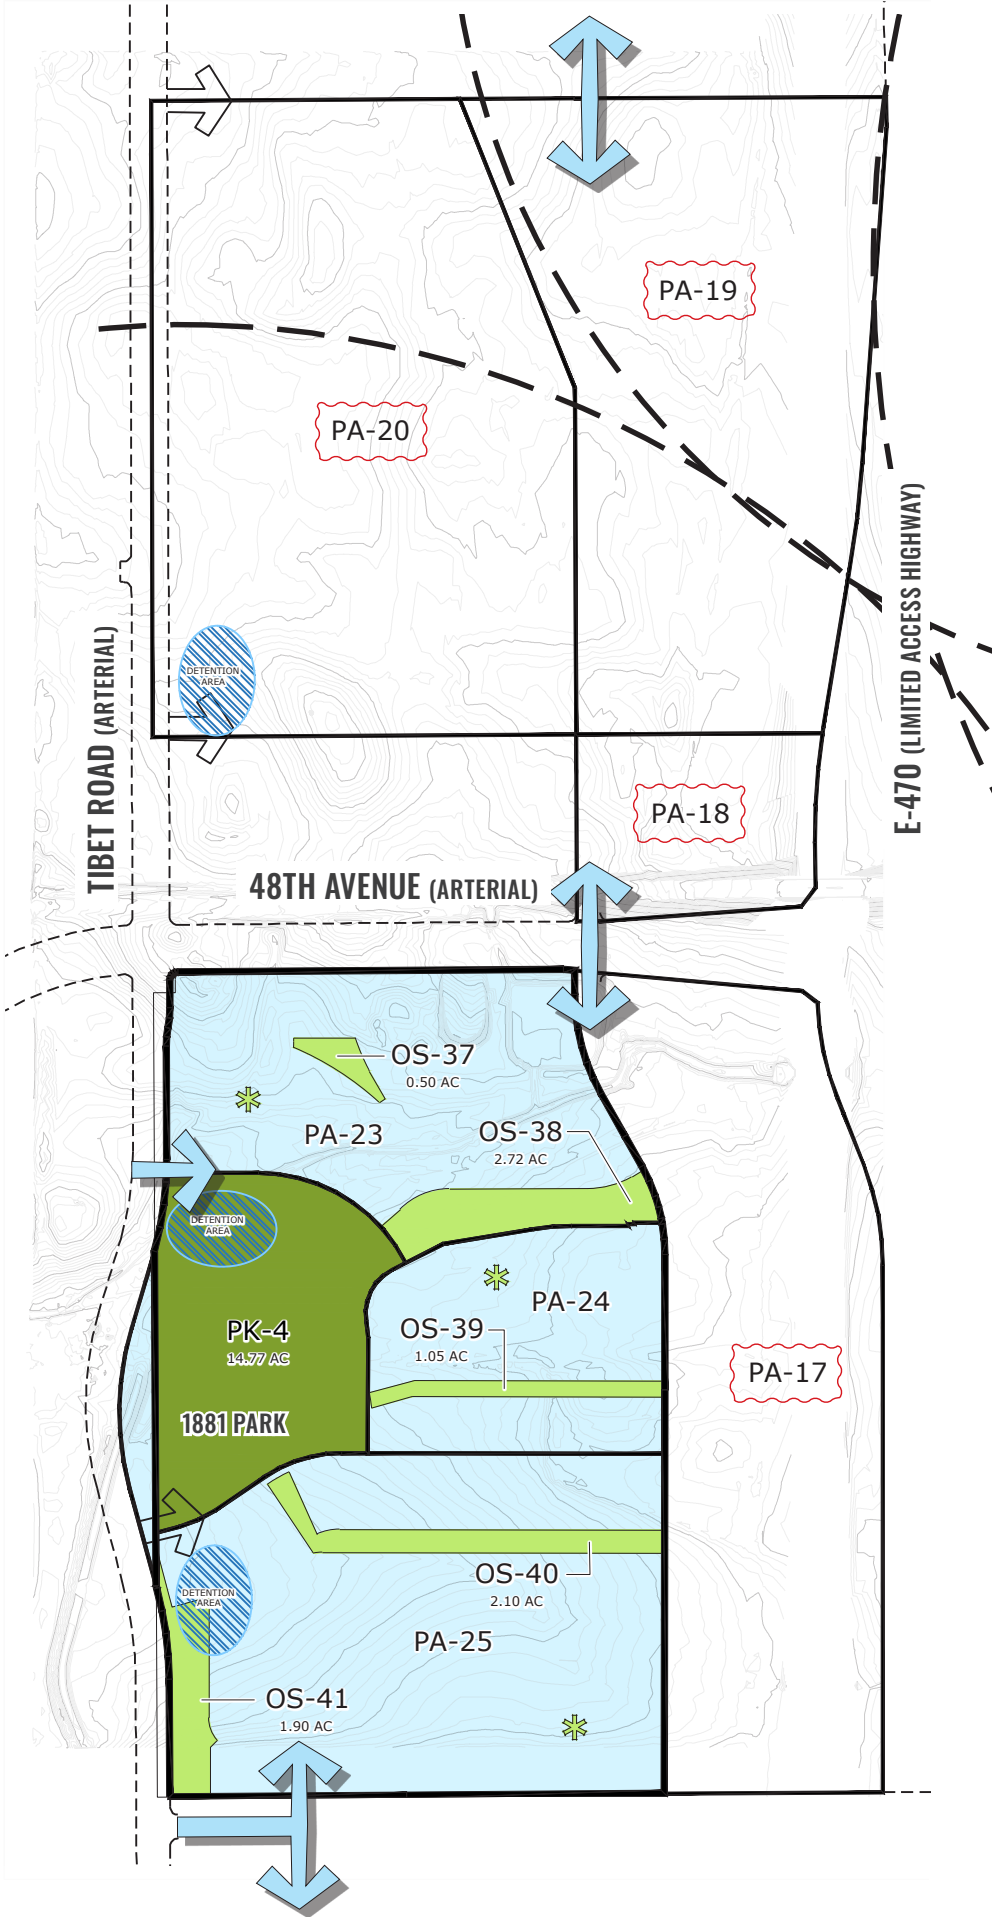 PA-19
PA-20
E-470 (LIMITED ACCESS HIGHWAY)
TIBET ROAD (ARTERIAL)
DETENTION
AREA
PA-18
48TH AVENUE (ARTERIAL)
OS-37
0.50 AC
PA-23
OS-38
2.72 AC
DETENTION
AREA
PA-24
OS-39
1.05 AC
PK-4
14.77 AC
PA-17
1881 PARK
OS-40
2.10 AC
DETENTION
AREA
PA-25
OS-41
1.90 AC